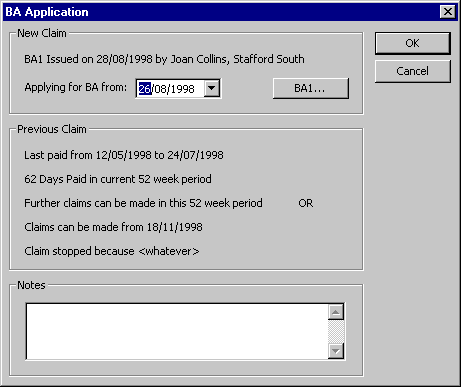 BA Application
New Claim
BA1 Issued on 28/08/1998 by Joan Collins, Stafford South
Applying for BA from: 26/08/1998 BA1...
OK
Cancel
Previous Claim
Last paid from 12/05/1998 to 24/07/1998
62 Days Paid in current 52 week period
Further claims can be made in this 52 week period OR
Claims can be made from 18/11/1998
Claim stopped because <whatever>
Notes